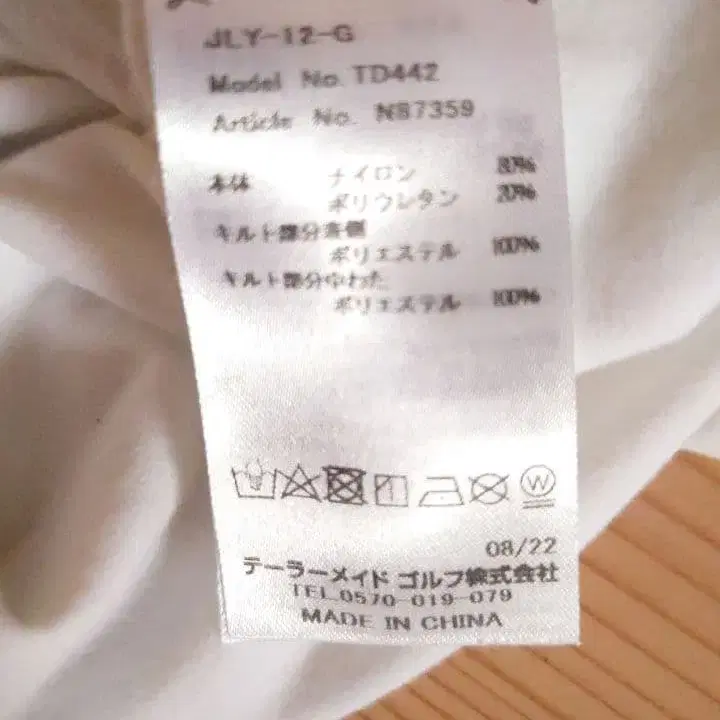 JLY-12-G
Model No. TD442
Article No. N87359
本体 ナイロン 80%
ポリウレタン 20%
キルト部分表側
ポリエステル 100%
キルト部分中わた
ポリエステル 100%
W
08/22
テーラーメイド ゴルフ株式会社
TEL.0570-019-079
MADE IN CHINA